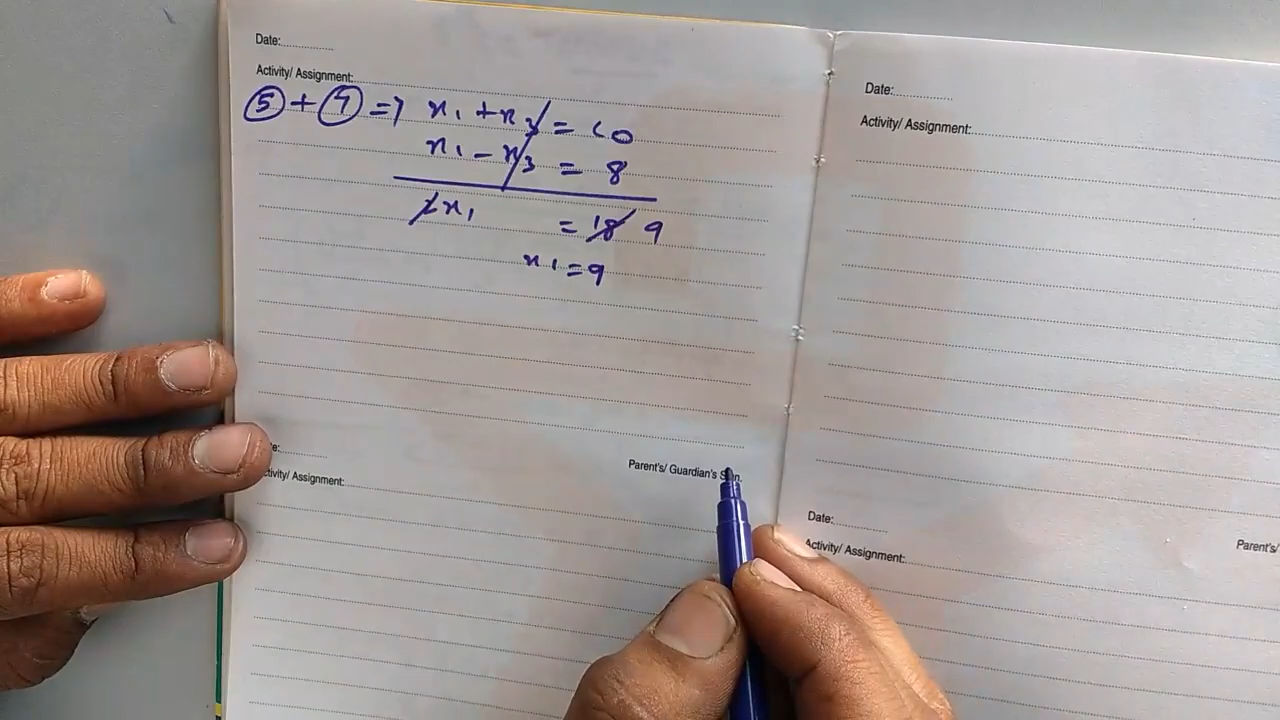 Date:............
Activity/ Assignment:
⑤ + ④ => x₁ + x₃ = 10
x₁ - x₃ = 8
2x₁ = 18 9
x₁ = 9
Parent's/ Guardian's
Activity/ Assignment:
Date:............
Activity/ Assignment:
Date:............
Activity/ Assignment:
Parent's/